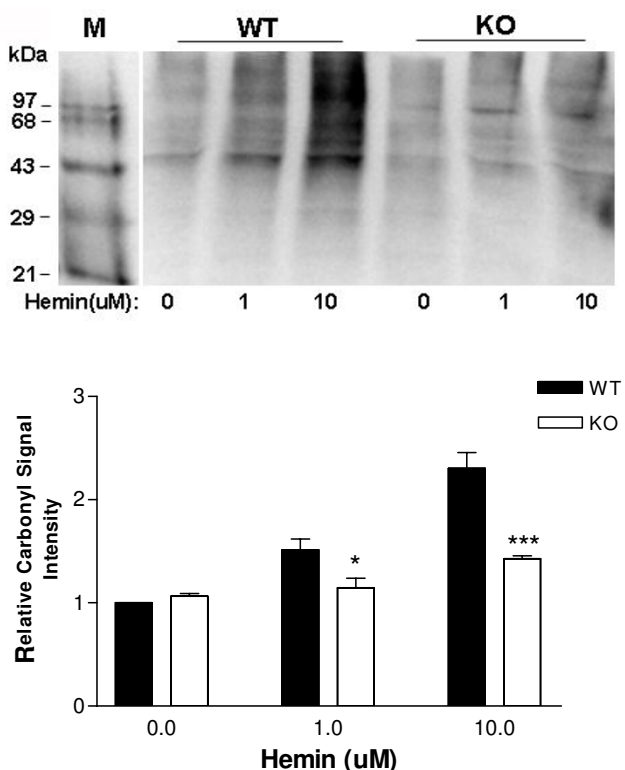 M WT KO
kDa
97
68
43
29
21
Hemin(uM): 0 1 10 0 1 10
WT
KO
Relative Carbonyl Signal
Intensity
3
2
1
0
*
***
0.0 1.0 10.0
Hemin (uM)